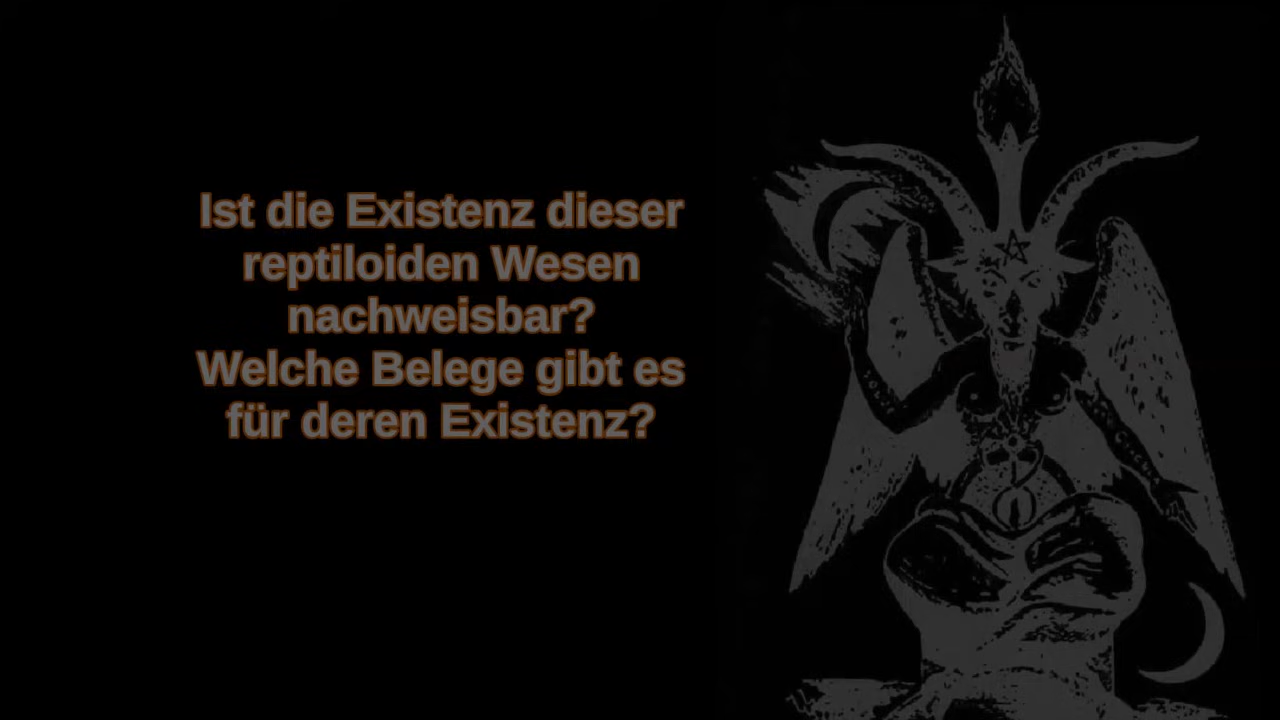 Ist die Existenz dieser
reptiloiden Wesen
nachweisbar?
Welche Belege gibt es
für deren Existenz?